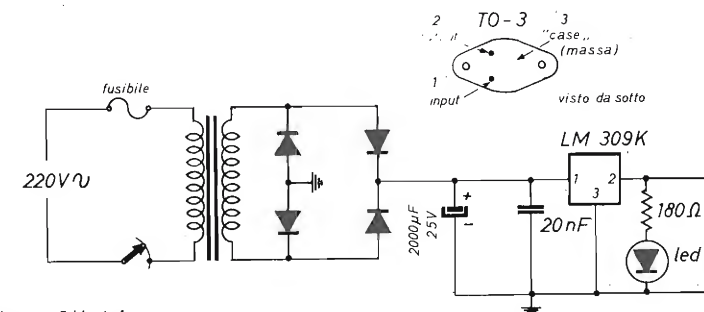 2 TO-3 3
"case"
(massa)
1
input
visto da sotto
fusibile
LM 309K
220V∿
1 2
3
+
2000µF
25V
-
20nF
180Ω
led